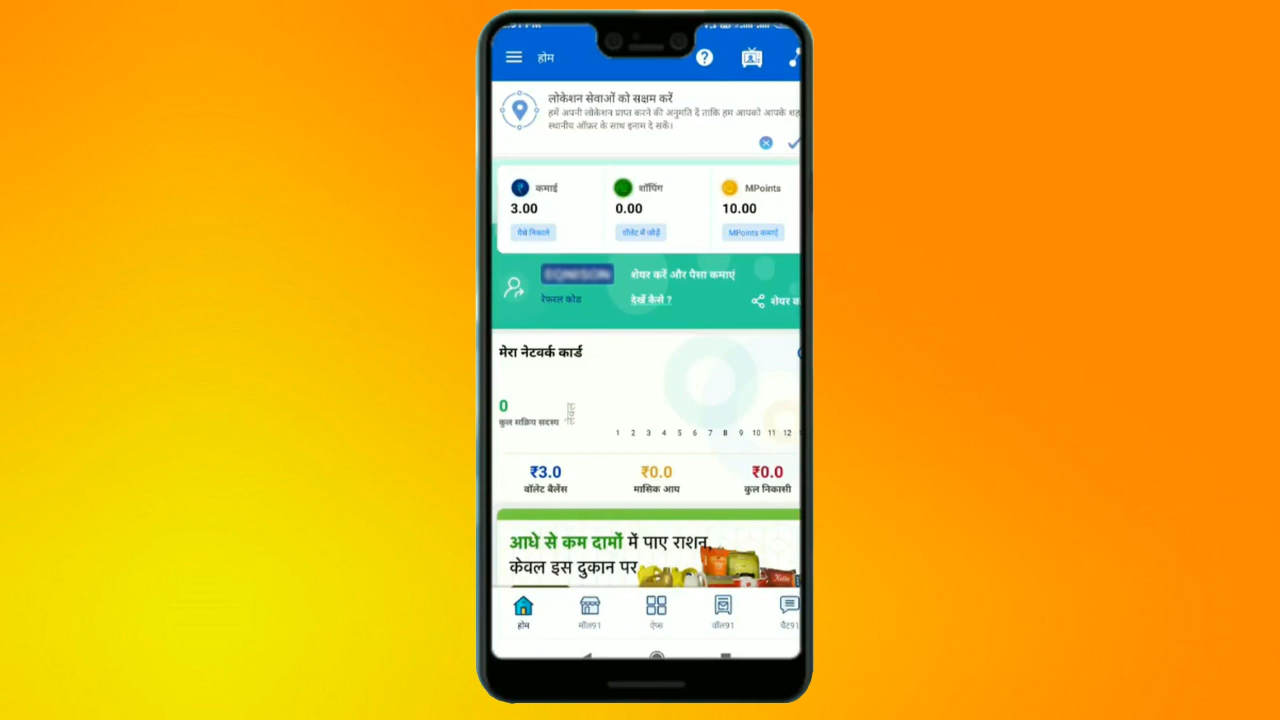 होम
लोकेशन सेवाओं को सक्षम करें
हमें अपनी लोकेशन प्राप्त करने की अनुमति दें ताकि हम आपको आपके शह
स्थानीय ऑफ़र के साथ इनाम दे सकें।
कमाई
शॉपिंग
MPoints
3.00
0.00
10.00
पैसे निकालें
वॉलेट में जोड़ें
MPoints कमाएँ
शेयर करें और पैसा कमाएं
रेफरल कोड
देखें कैसे ?
शेयर क
मेरा नेटवर्क कार्ड
0
कुल सक्रिय सदस्य
लेवल
1 2 3 4 5 6 7 8 9 10 11 12
₹3.0
₹0.0
₹0.0
वॉलेट बैलेंस
मासिक आय
कुल निकासी
आधे से कम दामों में पाए राशन,
केवल इस दुकान पर
होम
मॉल91
ऐप्स
वॉल91
चैट91